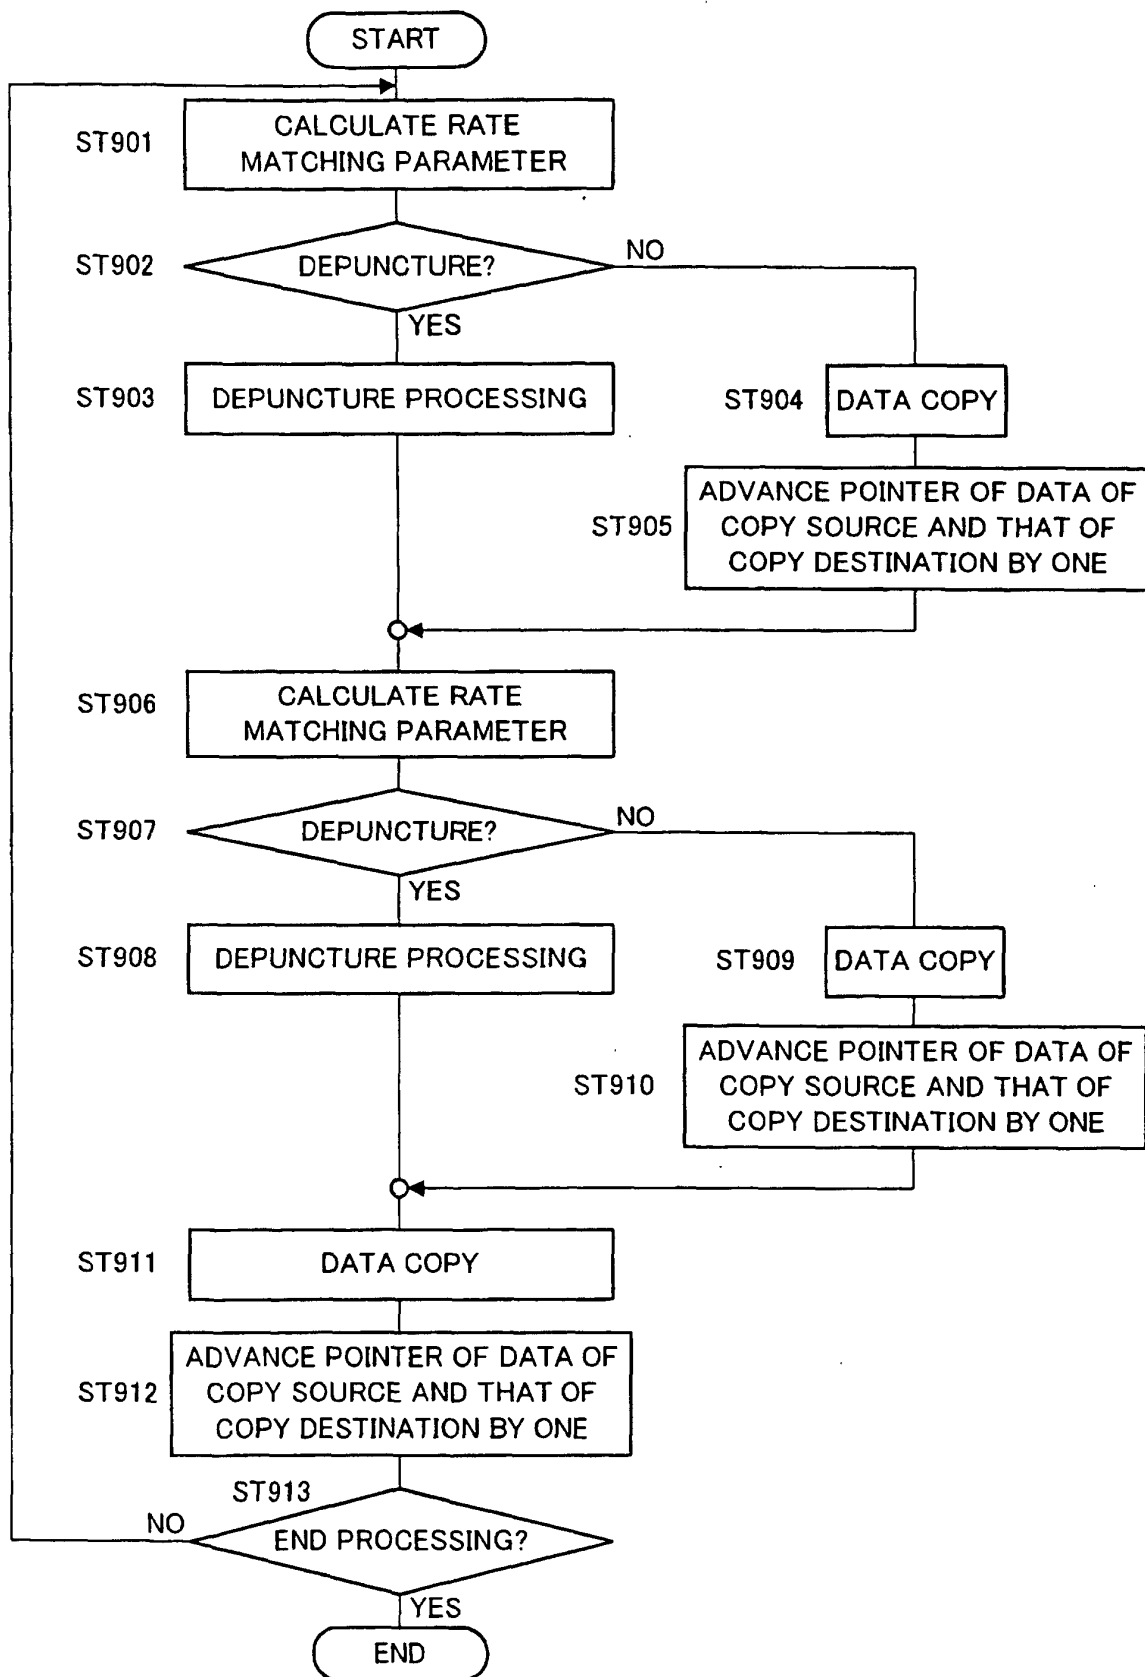 START
ST901
CALCULATE RATE
MATCHING PARAMETER
ST902
DEPUNCTURE?
NO
YES
ST903
DEPUNCTURE PROCESSING
ST904
DATA COPY
ST905
ADVANCE POINTER OF DATA OF
COPY SOURCE AND THAT OF
COPY DESTINATION BY ONE
ST906
CALCULATE RATE
MATCHING PARAMETER
ST907
DEPUNCTURE?
NO
YES
ST908
DEPUNCTURE PROCESSING
ST909
DATA COPY
ST910
ADVANCE POINTER OF DATA OF
COPY SOURCE AND THAT OF
COPY DESTINATION BY ONE
ST911
DATA COPY
ST912
ADVANCE POINTER OF DATA OF
COPY SOURCE AND THAT OF
COPY DESTINATION BY ONE
ST913
NO
END PROCESSING?
YES
END